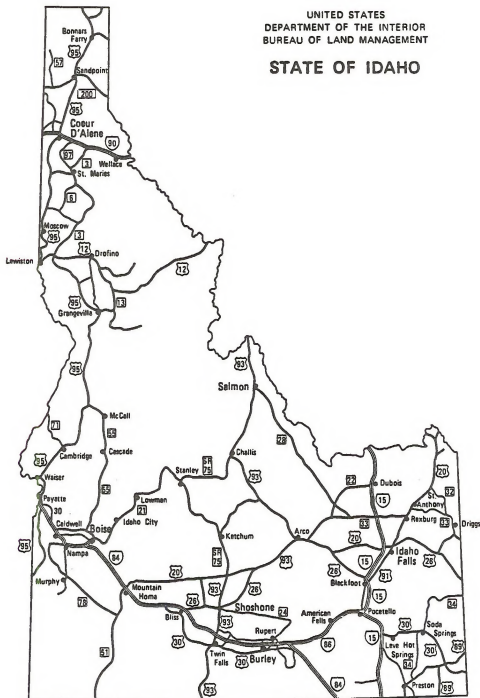 UNITED STATES
DEPARTMENT OF THE INTERIOR
BUREAU OF LAND MANAGEMENT
STATE OF IDAHO
Bonners
Ferry
95
57
Sandpoint
200
95
Coeur
D'Alene
90
97
3
Wallace
St. Maries
6
Moscow
95
3
12
Orofino
Lewiston
12
95
13
Grangeville
95
93
Salmon
71
McCall
55
28
Cambridge
Cascade
Challis
95
Weiser
Stanley
SR
75
93
22
Dubois
20
32
Payette
55
Lowman
15
St.
Anthony
30
21
Caldwell
Idaho City
Boise
Arco
33
Rexburg
33
Driggs
95
Ketchum
20
Nampa
84
SR
75
93
15
Idaho
Falls
20
26
26
Murphy
Mountain
Home
26
Blackfoot
91
78
26
Shoshone
24
American
Falls
Pocatello
34
Bliss
93
Rupert
15
30
Soda
Springs
51
30
86
Lava Hot
Springs
30
Twin
Falls
30
Burley
34
89
93
84
15
Preston
89